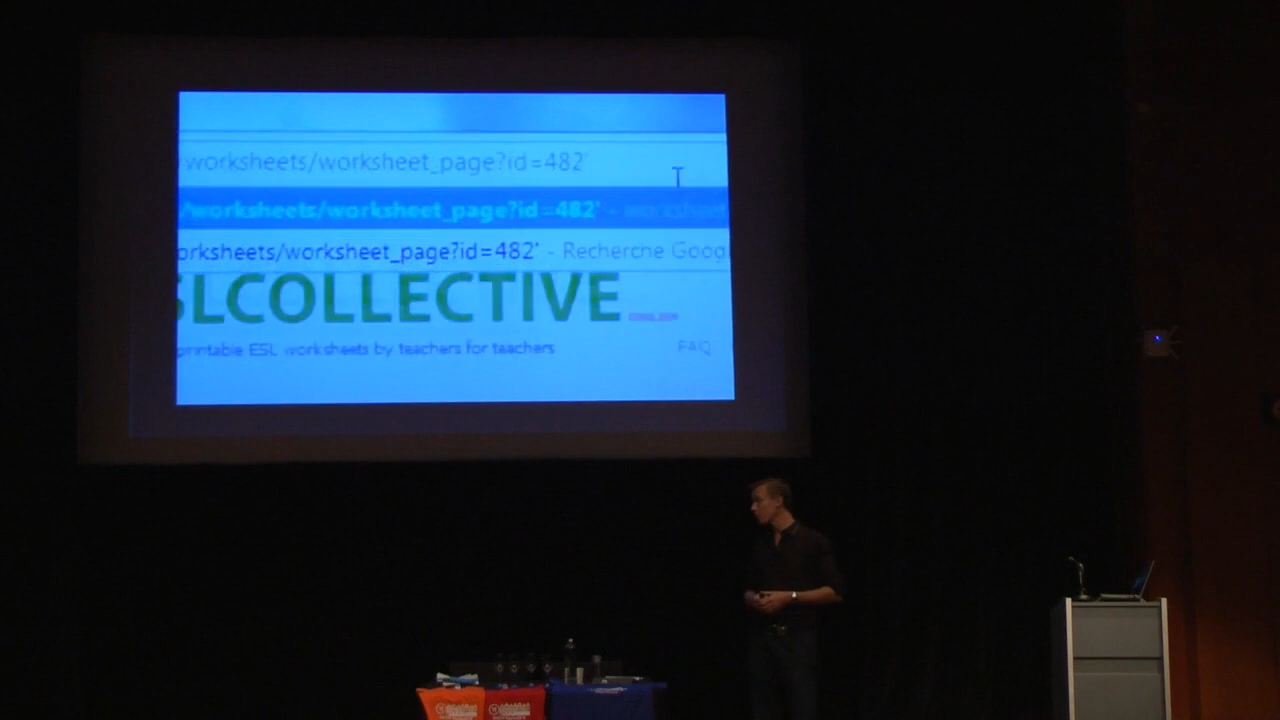 worksheets/worksheet_page?id=482'
/worksheets/worksheet_page?id=482' -
orksheets/worksheet_page?id=482' - Recherche Goog
SLCOLLECTIVE
printable ESL worksheets by teachers for teachers
FAQ